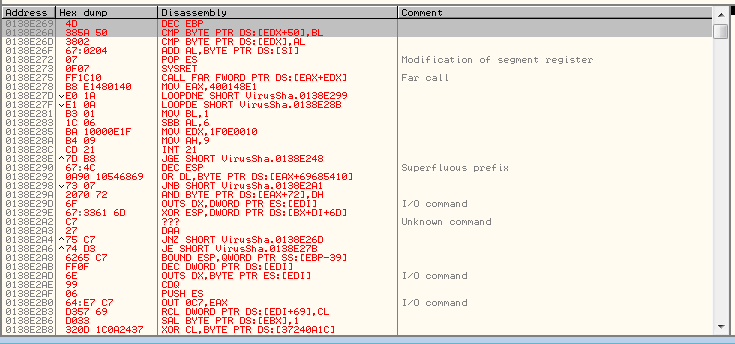 Address Hex dump Disassembly Comment
0138E269 4D DEC EBP
0138E26A 385A 50 CMP BYTE PTR DS:[EDX+50],BL
0138E26D 3802 CMP BYTE PTR DS:[EDX],AL
0138E26F 67:0204 ADD AL,BYTE PTR DS:[SI]
0138E272 07 POP ES Modification of segment register
0138E273 0F07 SYSRET
0138E275 FF1C10 CALL FAR FWORD PTR DS:[EAX+EDX] Far call
0138E278 B8 E1480140 MOV EAX,400148E1
0138E27D E0 1A LOOPDNE SHORT VirusSha.0138E299
0138E27F E1 0A LOOPDE SHORT VirusSha.0138E28B
0138E281 B3 01 MOV BL,1
0138E283 1C 06 SBB AL,6
0138E285 BA 10000E1F MOV EDX,1F0E0010
0138E28A B4 09 MOV AH,9
0138E28C CD 21 INT 21
0138E28E ^7D B8 JGE SHORT VirusSha.0138E248
0138E290 67:4C DEC ESP Superfluous prefix
0138E292 0A90 10546869 OR DL,BYTE PTR DS:[EAX+69685410]
0138E298 73 07 JNB SHORT VirusSha.0138E2A1
0138E29A 2070 72 AND BYTE PTR DS:[EAX+72],DH
0138E29D 6F OUTS DX,DWORD PTR ES:[EDI] I/O command
0138E29E 67:3361 6D XOR ESP,DWORD PTR DS:[BX+DI+6D]
0138E2A2 C7 ??? Unknown command
0138E2A3 27 DAA
0138E2A4 ^75 C7 JNZ SHORT VirusSha.0138E26D
0138E2A6 ^74 D3 JE SHORT VirusSha.0138E27B
0138E2A8 6265 C7 BOUND ESP,QWORD PTR SS:[EBP-39]
0138E2AB FF0F DEC DWORD PTR DS:[EDI]
0138E2AD 6E OUTS DX,BYTE PTR ES:[EDI] I/O command
0138E2AE 99 CDQ
0138E2AF 06 PUSH ES
0138E2B0 64:E7 C7 OUT 0C7,EAX I/O command
0138E2B3 D357 69 RCL DWORD PTR DS:[EDI+69],CL
0138E2B6 D033 SAL BYTE PTR DS:[EBX],1
0138E2B8 320D 1C0A2437 XOR CL,BYTE PTR DS:[37240A1C]